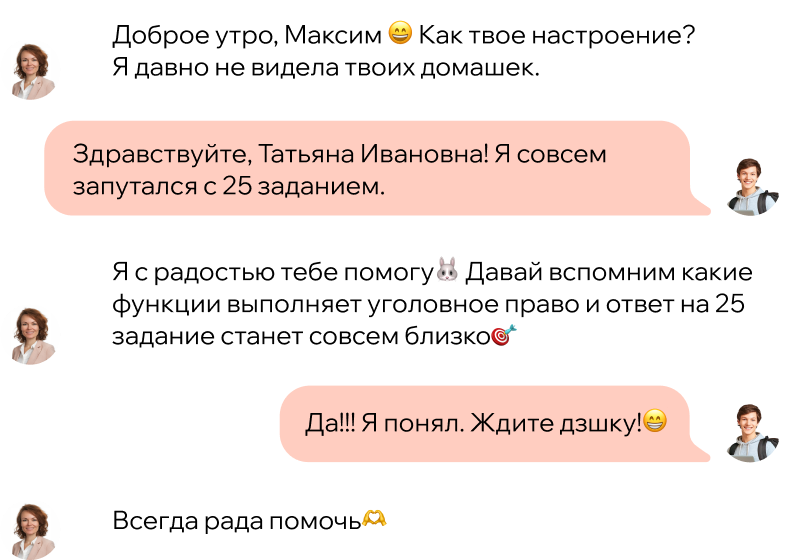 Доброе утро, Максим 😄 Как твое настроение?
Я давно не видела твоих домашек.
Здравствуйте, Татьяна Ивановна! Я совсем
запутался с 25 заданием.
Я с радостью тебе помогу🐰 Давай вспомним какие
функции выполняет уголовное право и ответ на 25
задание станет совсем близко🎯
Да!!! Я понял. Ждите дзшку!😁
Всегда рада помочь🫶